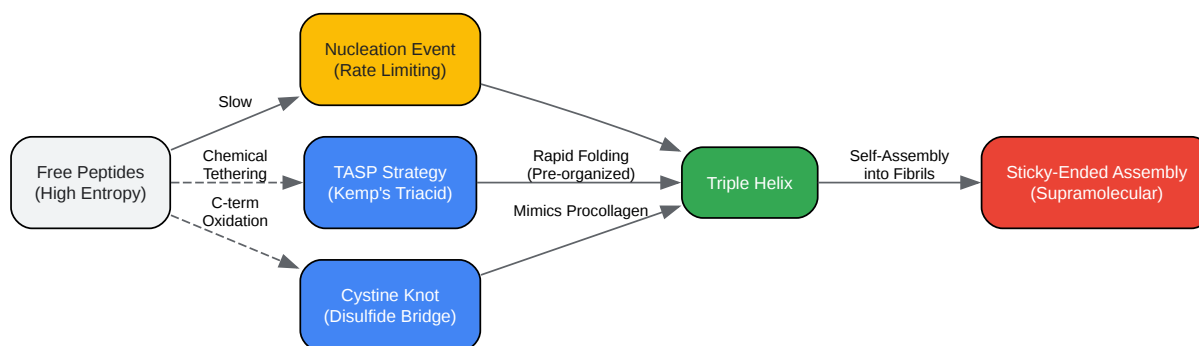 Nucleation Event
(Rate Limiting)
Slow
Free Peptides
(High Entropy)
Chemical
Tethering
TASP Strategy
(Kemp's Triacid)
Rapid Folding
(Pre-organized)
Triple Helix
Self-Assembly
into Fibrils
Sticky-Ended Assembly
(Supramolecular)
C-term
Oxidation
Mimics Procollagen
Cystine Knot
(Disulfide Bridge)